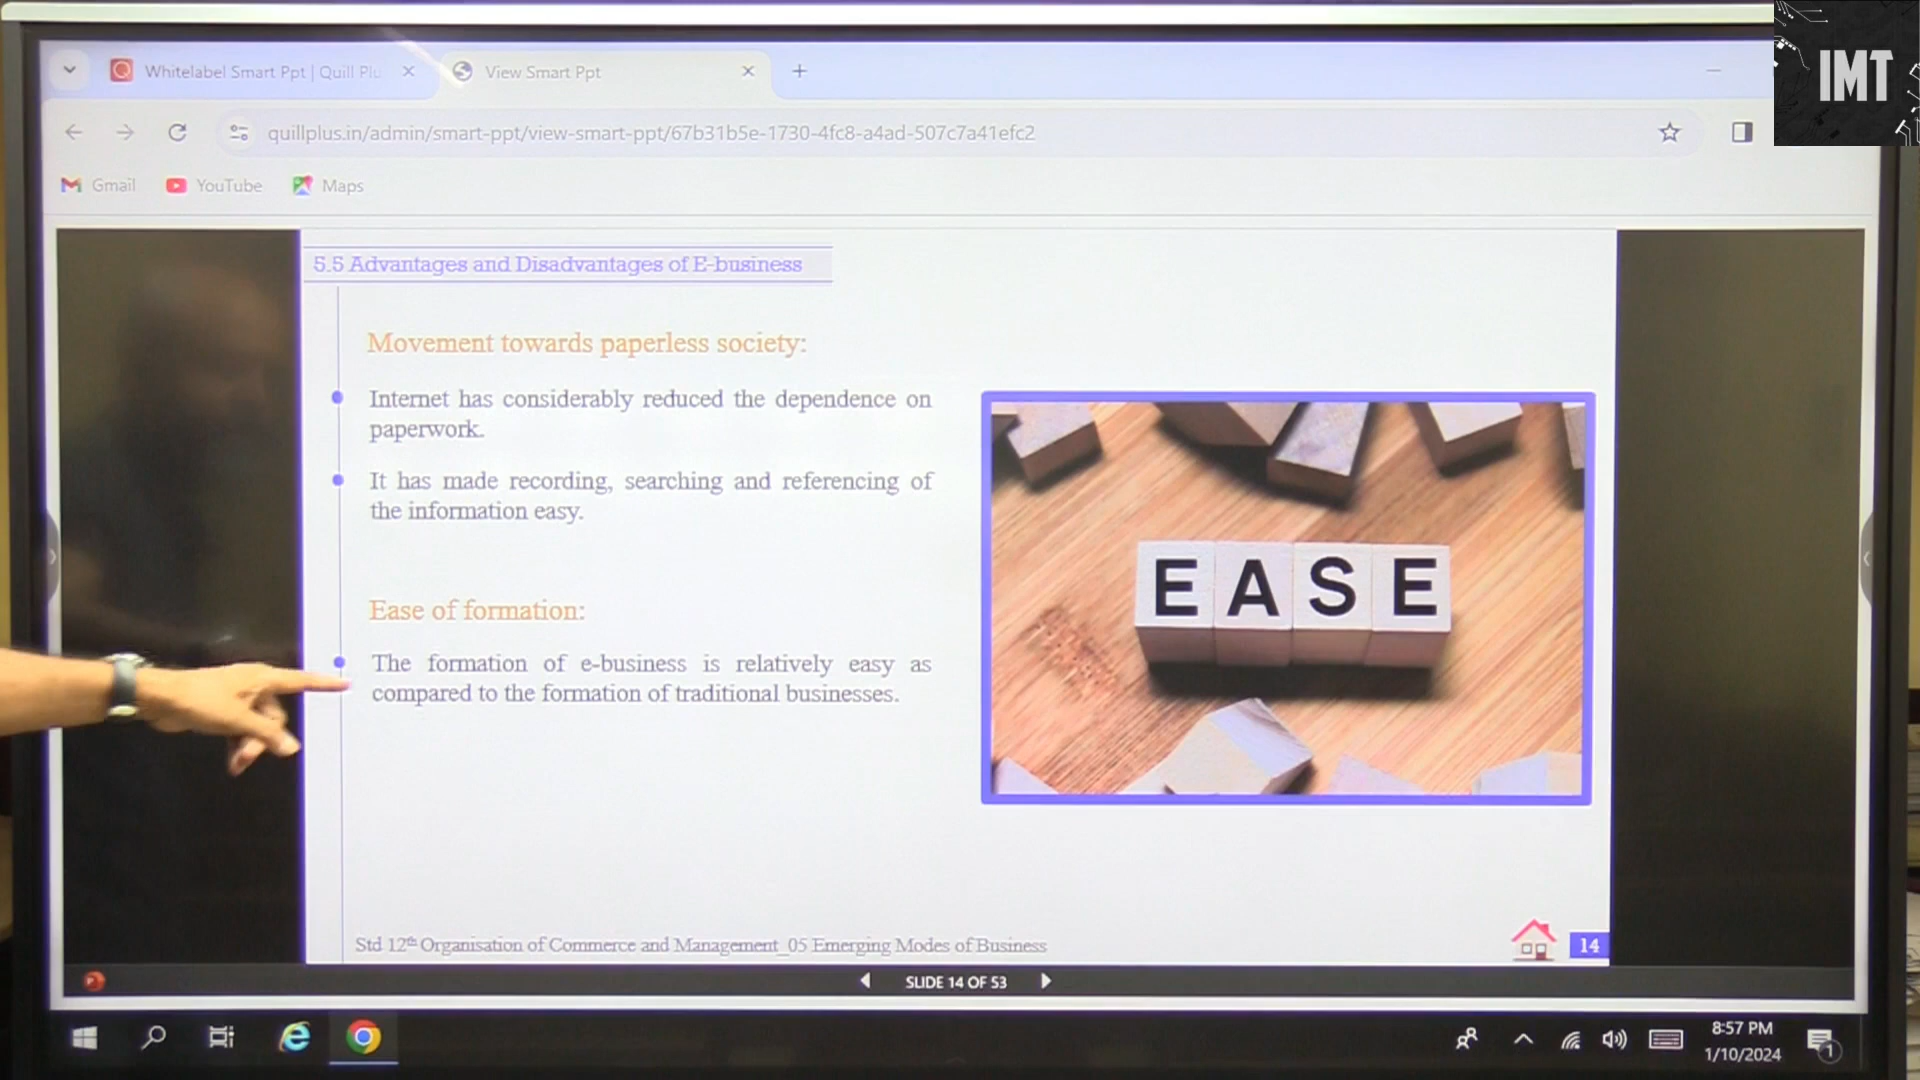 Whitelabel Smart Ppt | Quill Plu
View Smart Ppt
IMT
quillplus.in/admin/smart-ppt/view-smart-ppt/67b31b5e-1730-4fc8-a4ad-507c7a41efc2
Gmail
YouTube
Maps
5.5 Advantages and Disadvantages of E-business
Movement towards paperless society:
Internet has considerably reduced the dependence on
paperwork.
It has made recording, searching and referencing of
the information easy.
Ease of formation:
The formation of e-business is relatively easy as
compared to the formation of traditional businesses.
EASE
Std 12th Organisation of Commerce and Management_05 Emerging Modes of Business
14
SLIDE 14 OF 53
8:57 PM
1/10/2024
1